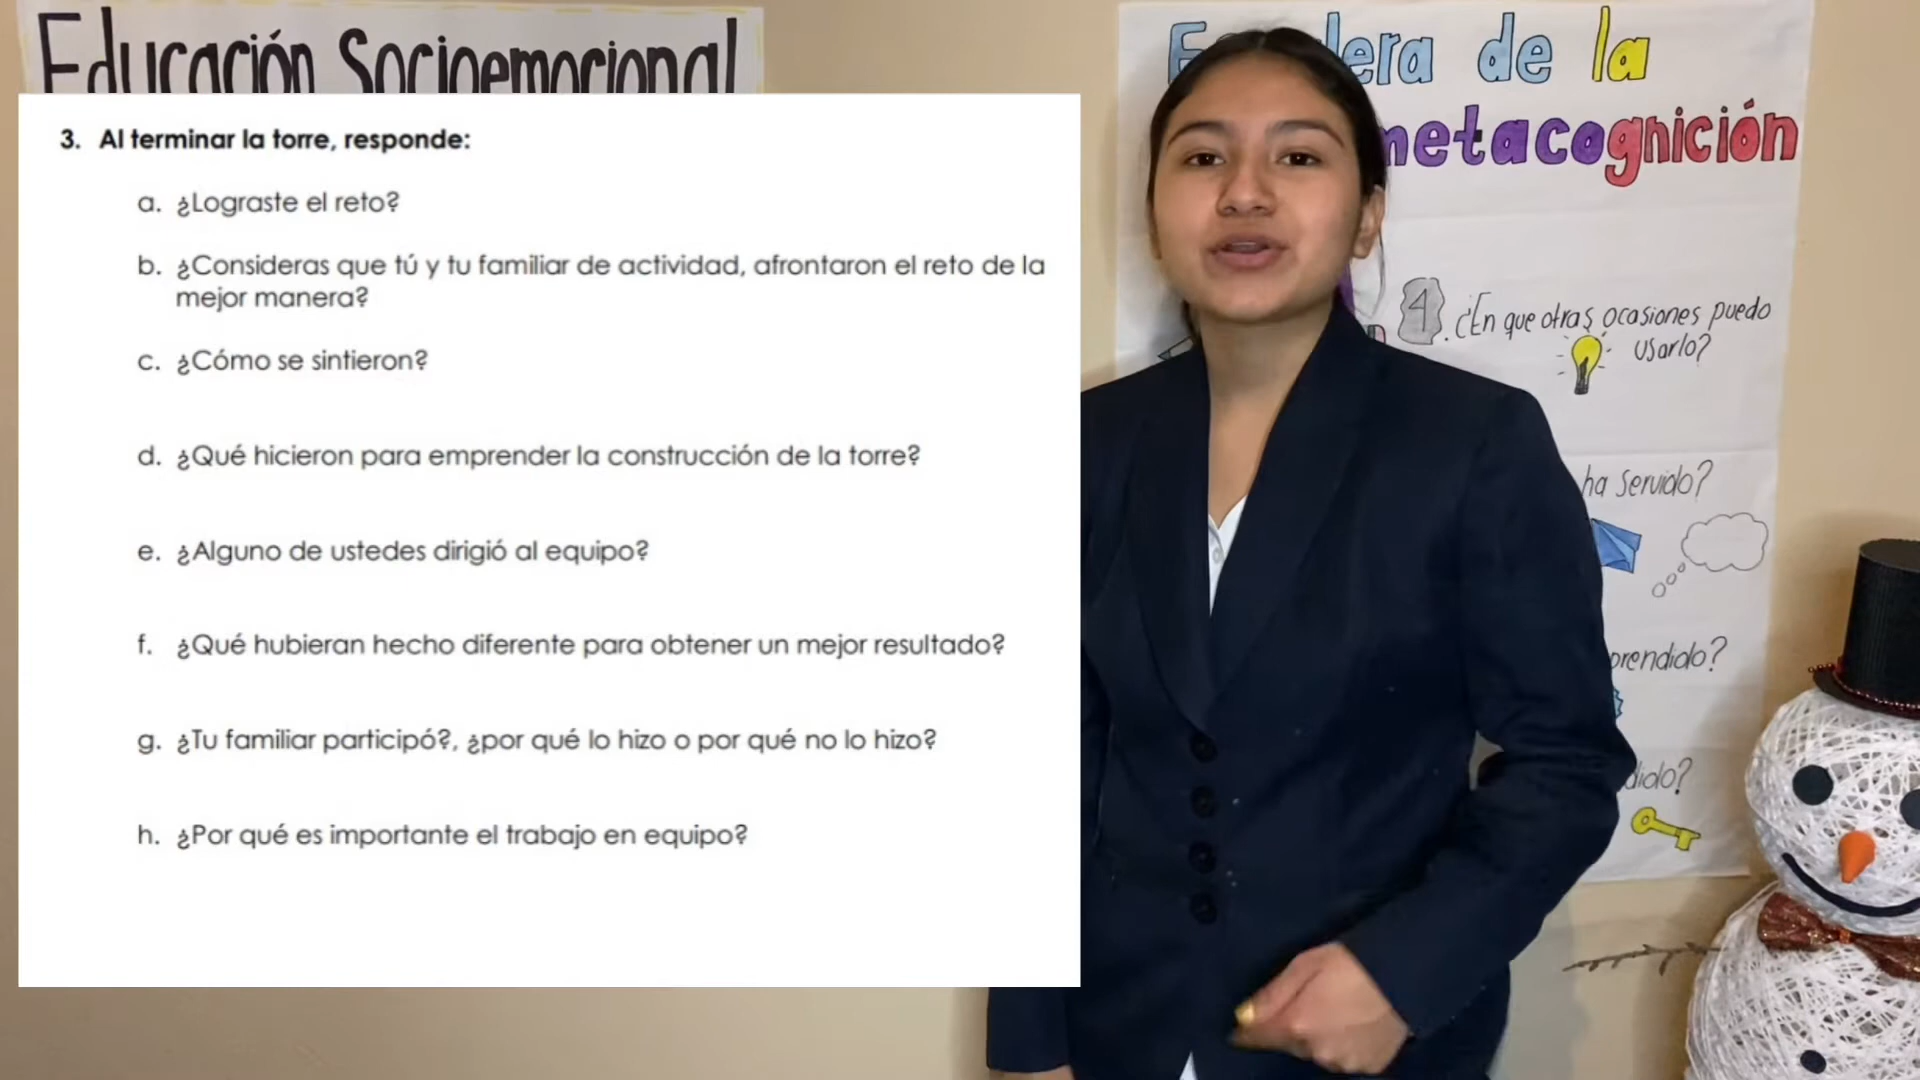 Educación Socioemocional
3. Al terminar la torre, responde:
a. ¿Lograste el reto?
b. ¿Consideras que tú y tu familiar de actividad, afrontaron el reto de la
mejor manera?
c. ¿Cómo se sintieron?
d. ¿Qué hicieron para emprender la construcción de la torre?
e. ¿Alguno de ustedes dirigió al equipo?
f. ¿Qué hubieran hecho diferente para obtener un mejor resultado?
g. ¿Tu familiar participó?, ¿por qué lo hizo o por qué no lo hizo?
h. ¿Por qué es importante el trabajo en equipo?
de la
metacognición
4. ¿En que otras ocasiones puedo
usarlo?
ha servido?